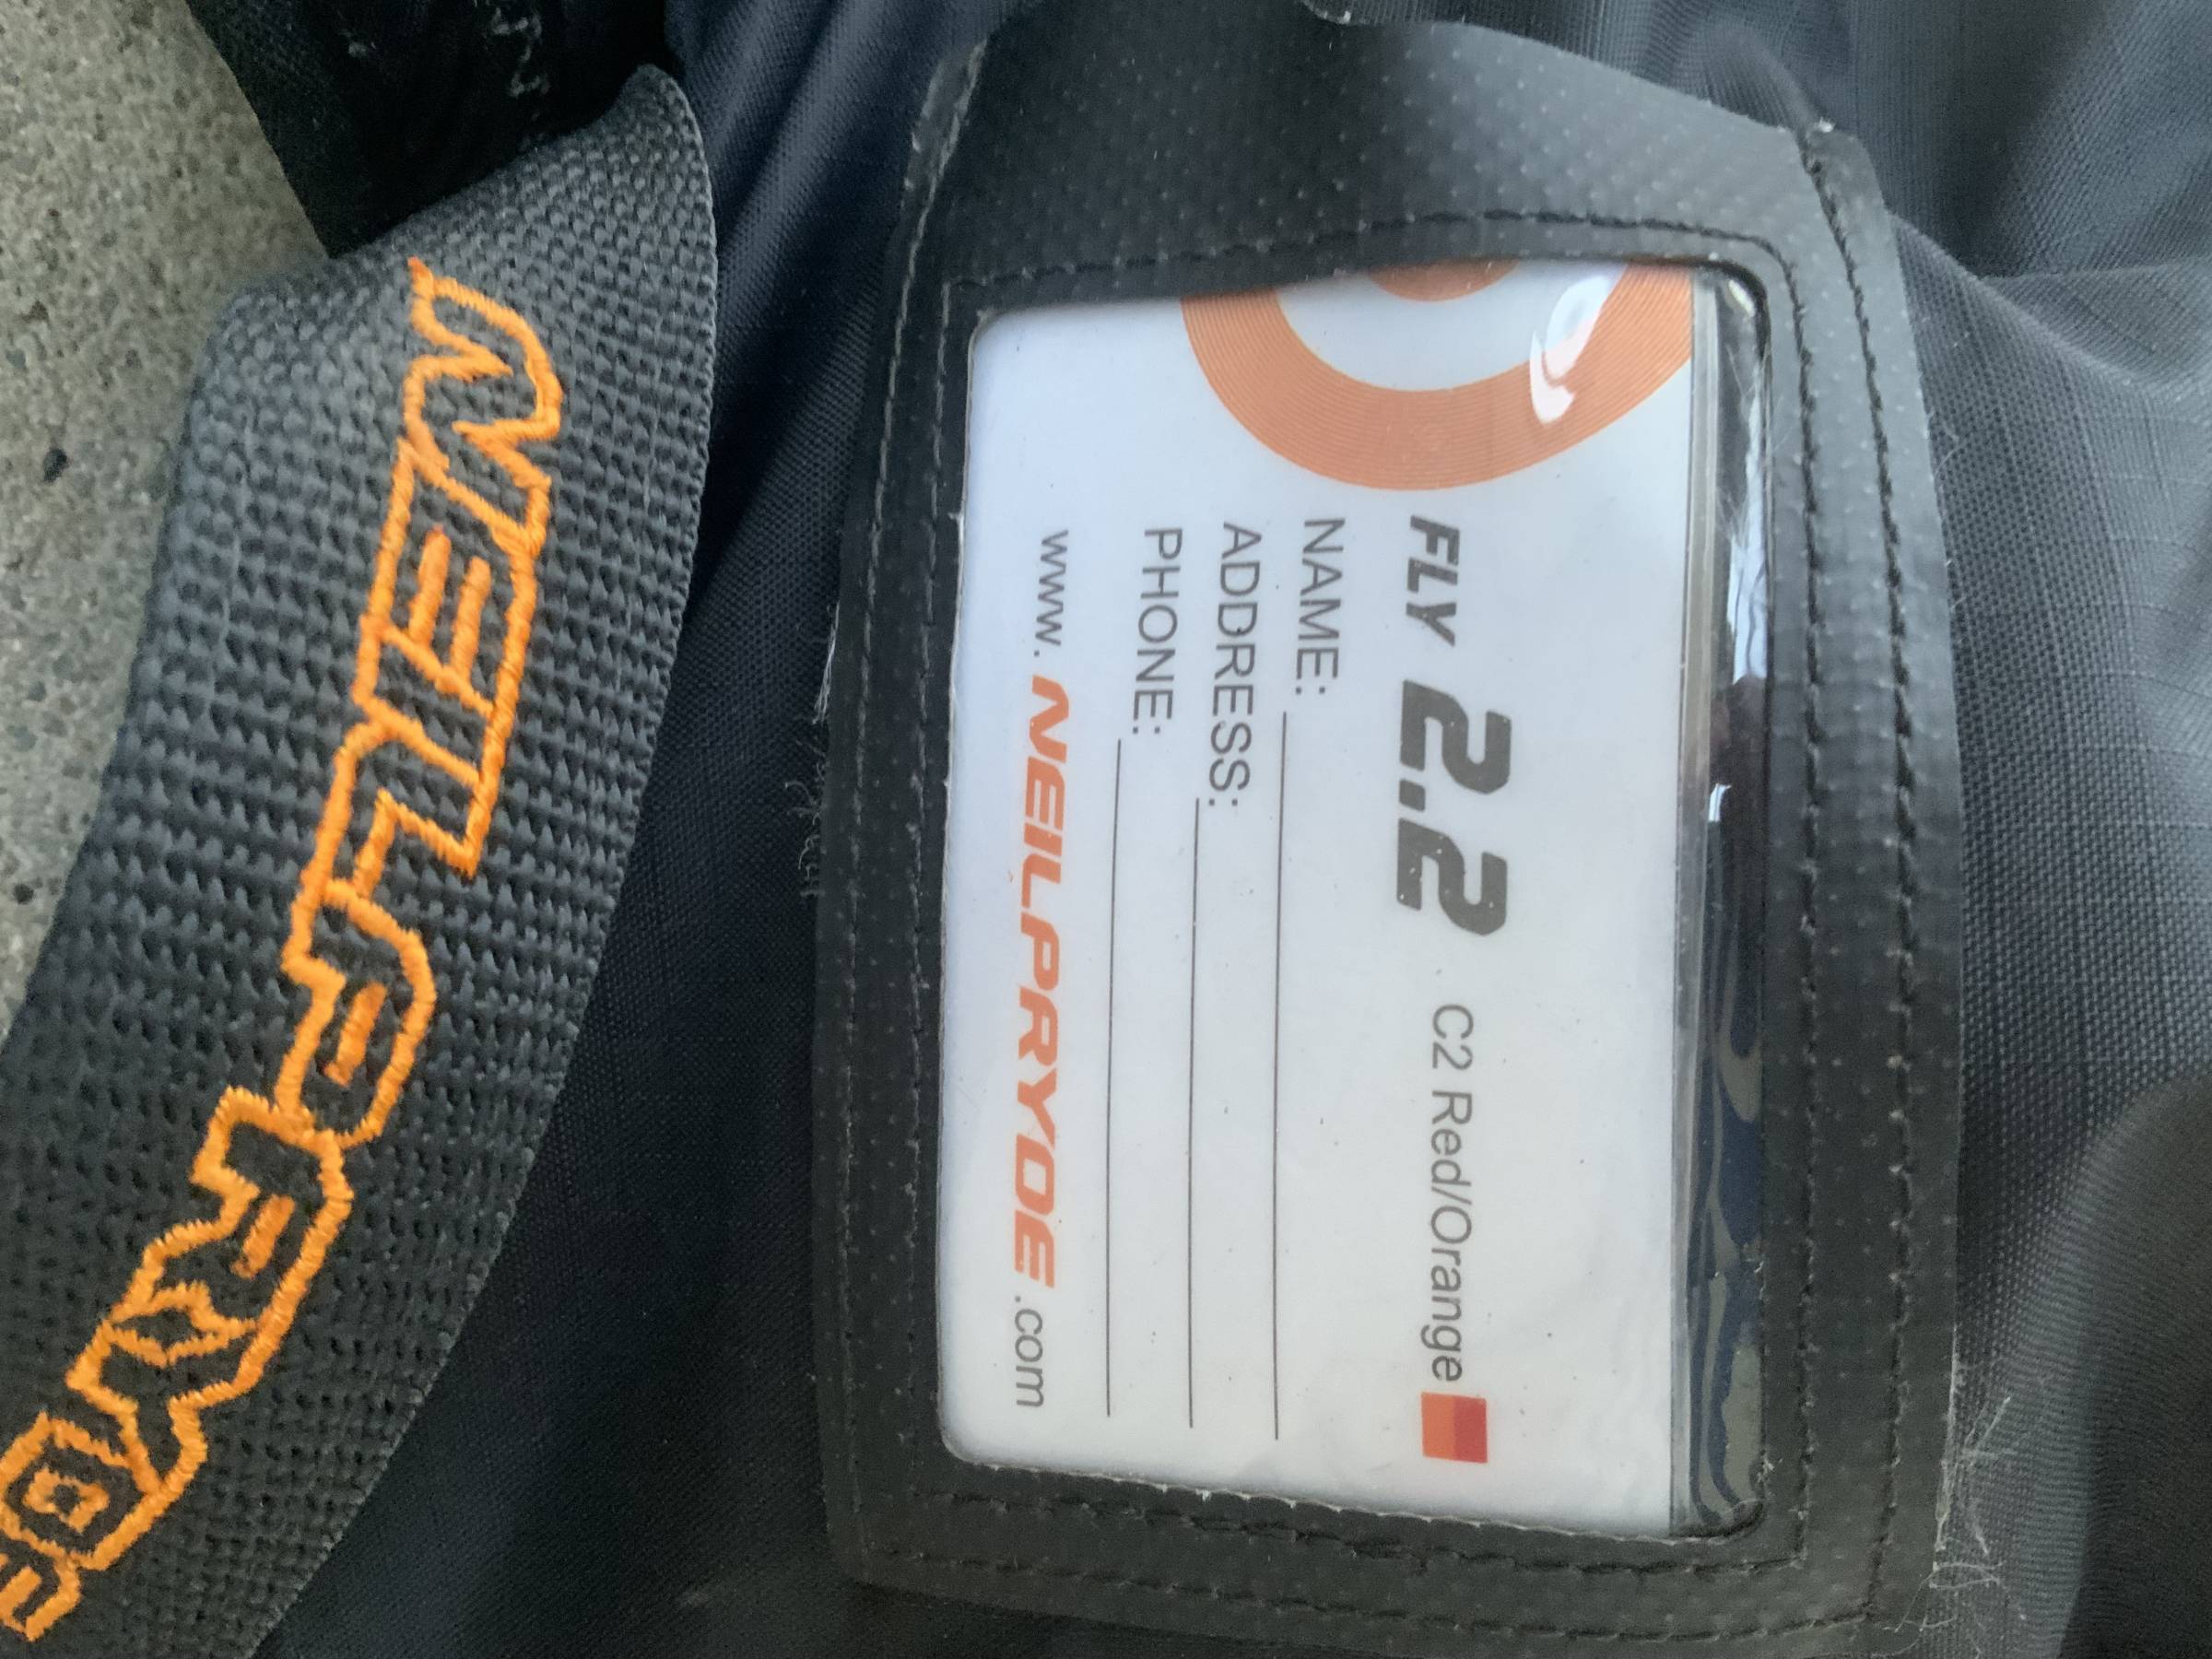 NEILPRYDE
FLY 2.2 C2 Red/Orange
NAME:
ADDRESS:
PHONE:
www.NEILPRYDE.com